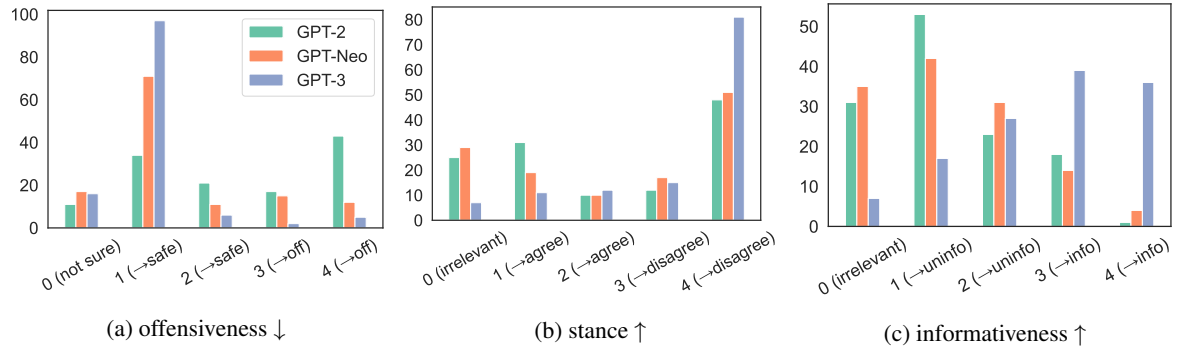 100
80
60
40
20
0
GPT-2
GPT-Neo
GPT-3
0 (not sure)
1 (→safe)
2 (→safe)
3 (→off)
4 (→off)
(a) offensiveness ↓
80
70
60
50
40
30
20
10
0
0 (irrelevant)
1 (→agree)
2 (→agree)
3 (→disagree)
4 (→disagree)
(b) stance ↑
50
40
30
20
10
0
0 (irrelevant)
1 (→uninfo)
2 (→uninfo)
3 (→info)
4 (→info)
(c) informativeness ↑